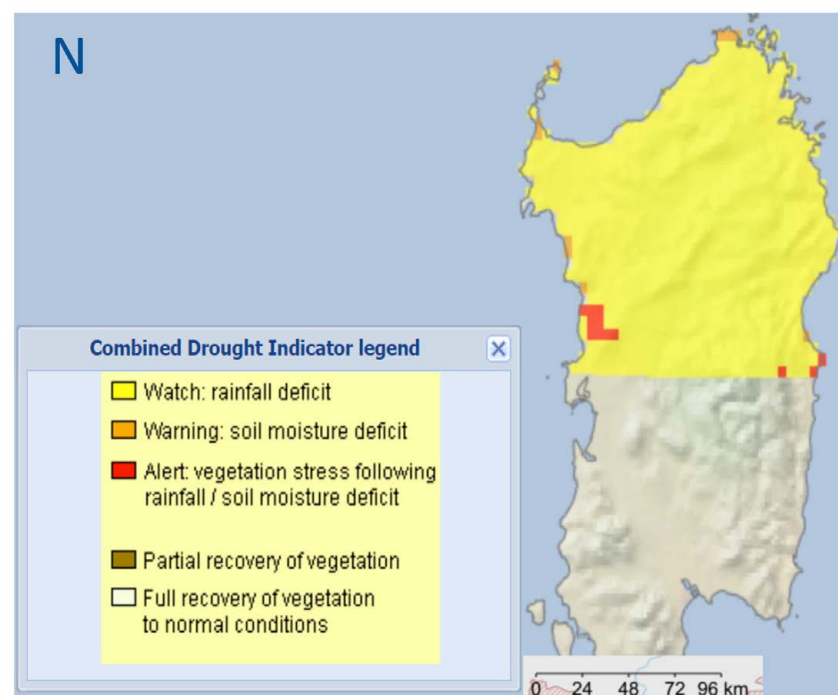 N
Combined Drought Indicator legend
Watch: rainfall deficit
Warning: soil moisture deficit
Alert: vegetation stress following
rainfall / soil moisture deficit
Partial recovery of vegetation
Full recovery of vegetation
to normal conditions
0 24 48 72 96 km